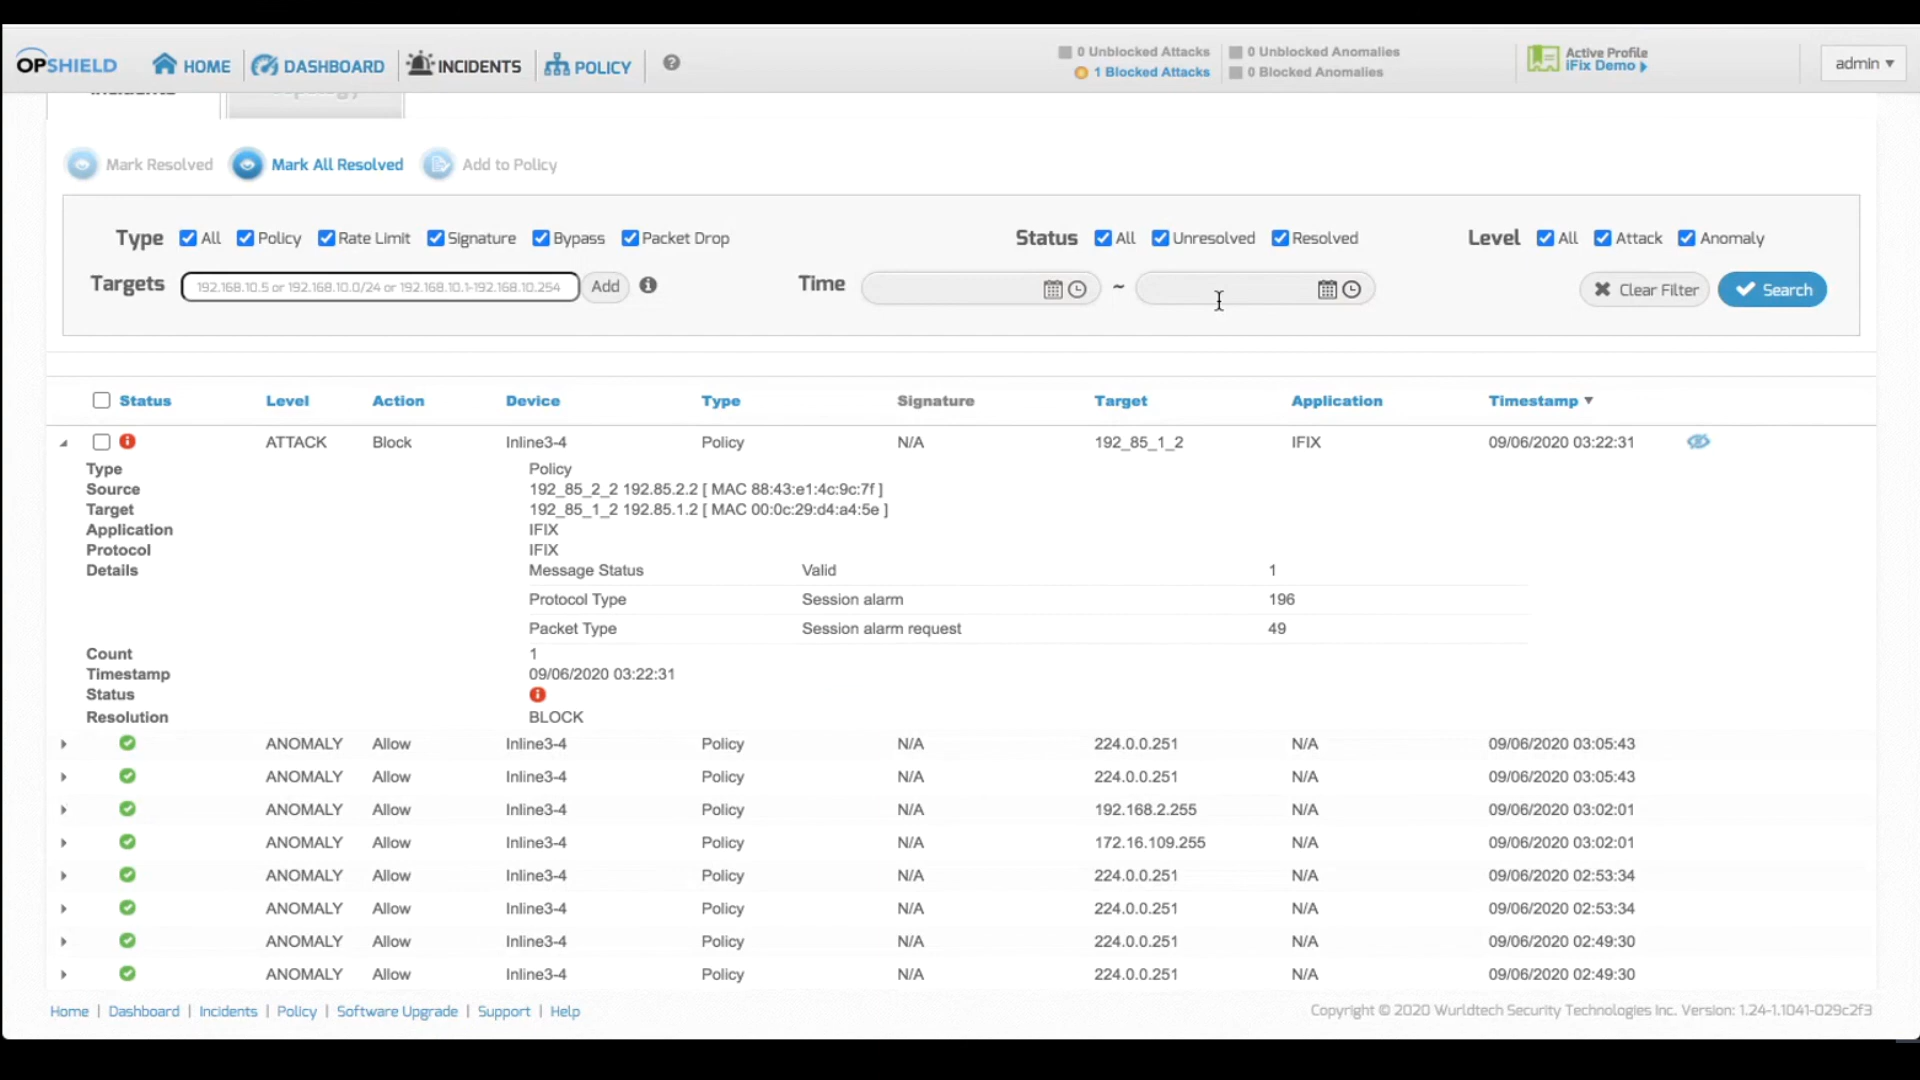 OPSHIELD HOME DASHBOARD INCIDENTS POLICY ?
0 Unblocked Attacks 0 Unblocked Anomalies
1 Blocked Attacks 0 Blocked Anomalies
Active Profile
iFix Demo
admin
Incidents Topology
Mark Resolved Mark All Resolved Add to Policy
Type All Policy Rate Limit Signature Bypass Packet Drop Status All Unresolved Resolved Level All Attack Anomaly
Targets 192.168.10.5 or 192.168.10.0/24 or 192.168.10.1-192.168.10.254 Add Time ~ Clear Filter Search
Status Level Action Device Type Signature Target Application Timestamp
ATTACK Block Inline3-4 Policy N/A 192_85_1_2 IFIX 09/06/2020 03:22:31
Type Policy
Source 192_85_2_2 192.85.2.2 [ MAC 88:43:e1:4c:9c:7f ]
Target 192_85_1_2 192.85.1.2 [ MAC 00:0c:29:d4:a4:5e ]
Application IFIX
Protocol IFIX
Details Message Status Valid 1
Protocol Type Session alarm 196
Packet Type Session alarm request 49
Count 1
Timestamp 09/06/2020 03:22:31
Status
Resolution BLOCK
ANOMALY Allow Inline3-4 Policy N/A 224.0.0.251 N/A 09/06/2020 03:05:43
ANOMALY Allow Inline3-4 Policy N/A 224.0.0.251 N/A 09/06/2020 03:05:43
ANOMALY Allow Inline3-4 Policy N/A 192.168.2.255 N/A 09/06/2020 03:02:01
ANOMALY Allow Inline3-4 Policy N/A 172.16.109.255 N/A 09/06/2020 03:02:01
ANOMALY Allow Inline3-4 Policy N/A 224.0.0.251 N/A 09/06/2020 02:53:34
ANOMALY Allow Inline3-4 Policy N/A 224.0.0.251 N/A 09/06/2020 02:53:34
ANOMALY Allow Inline3-4 Policy N/A 224.0.0.251 N/A 09/06/2020 02:49:30
ANOMALY Allow Inline3-4 Policy N/A 224.0.0.251 N/A 09/06/2020 02:49:30
Home | Dashboard | Incidents | Policy | Software Upgrade | Support | Help
Copyright © 2020 Wurldtech Security Technologies Inc. Version: 1.24-1.1041-029c2f3